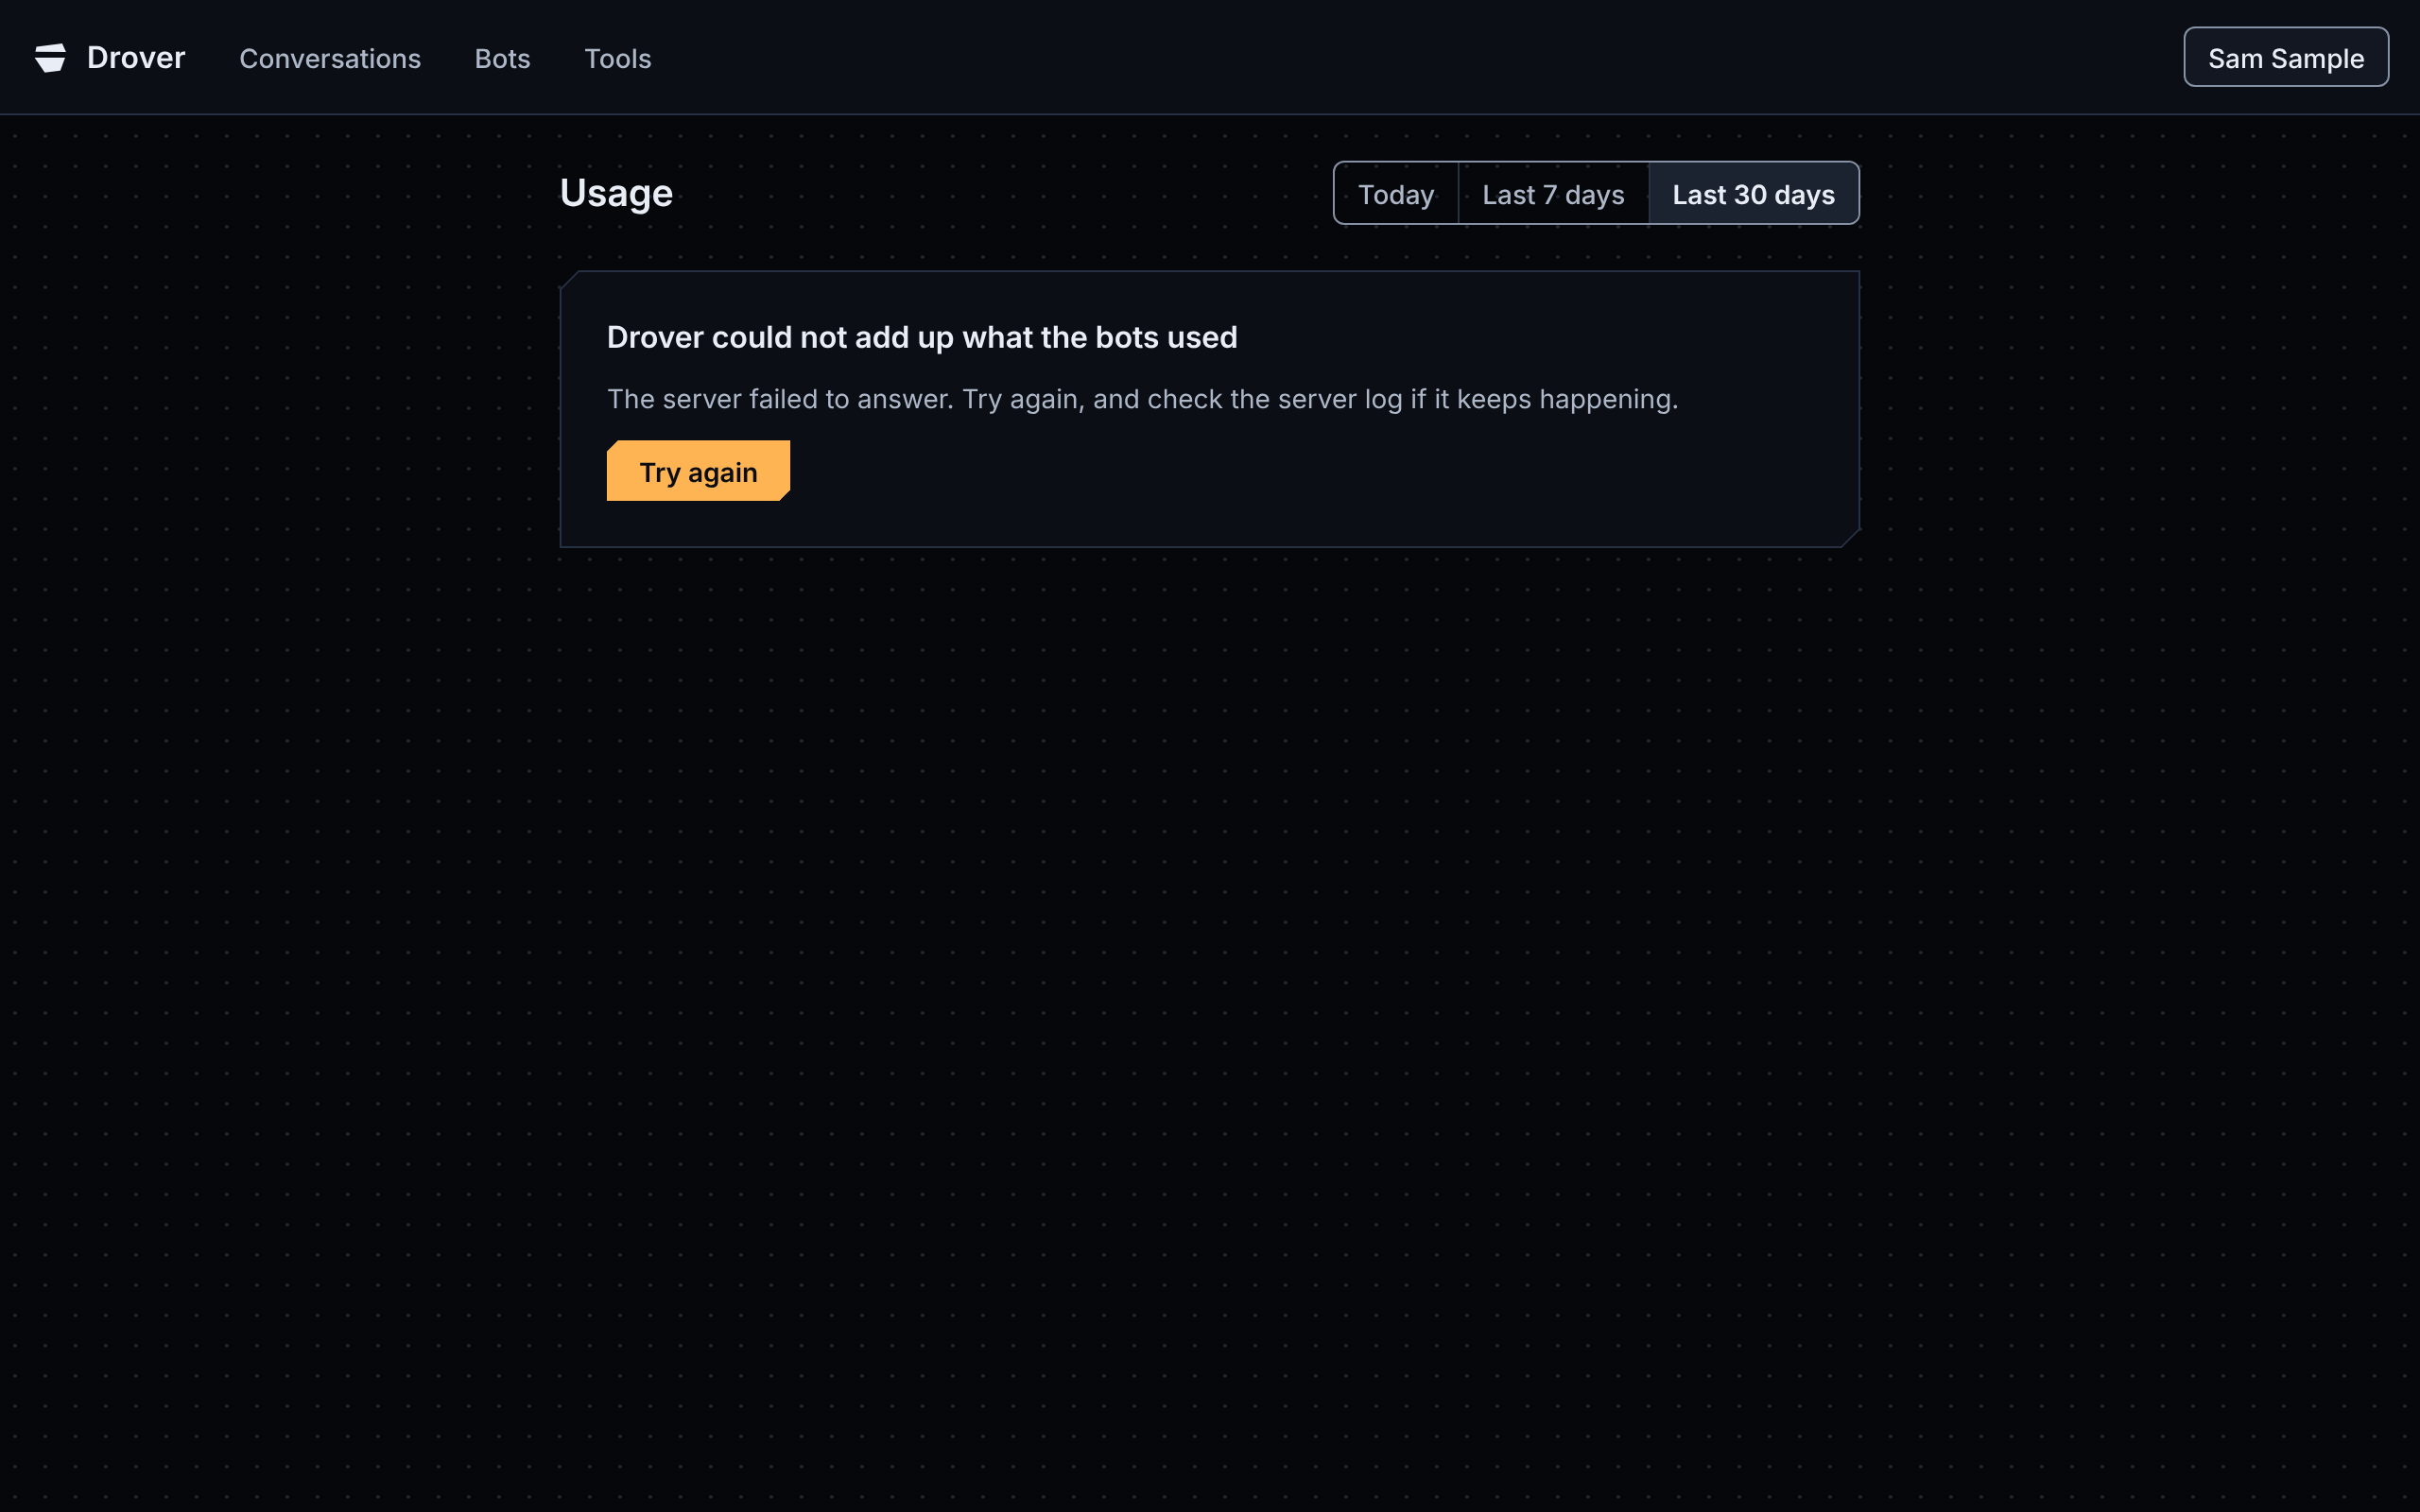 Drover
Conversations
Bots
Tools
Sam Sample
Usage
Today
Last 7 days
Last 30 days
Drover could not add up what the bots used
The server failed to answer. Try again, and check the server log if it keeps happening.
Try again